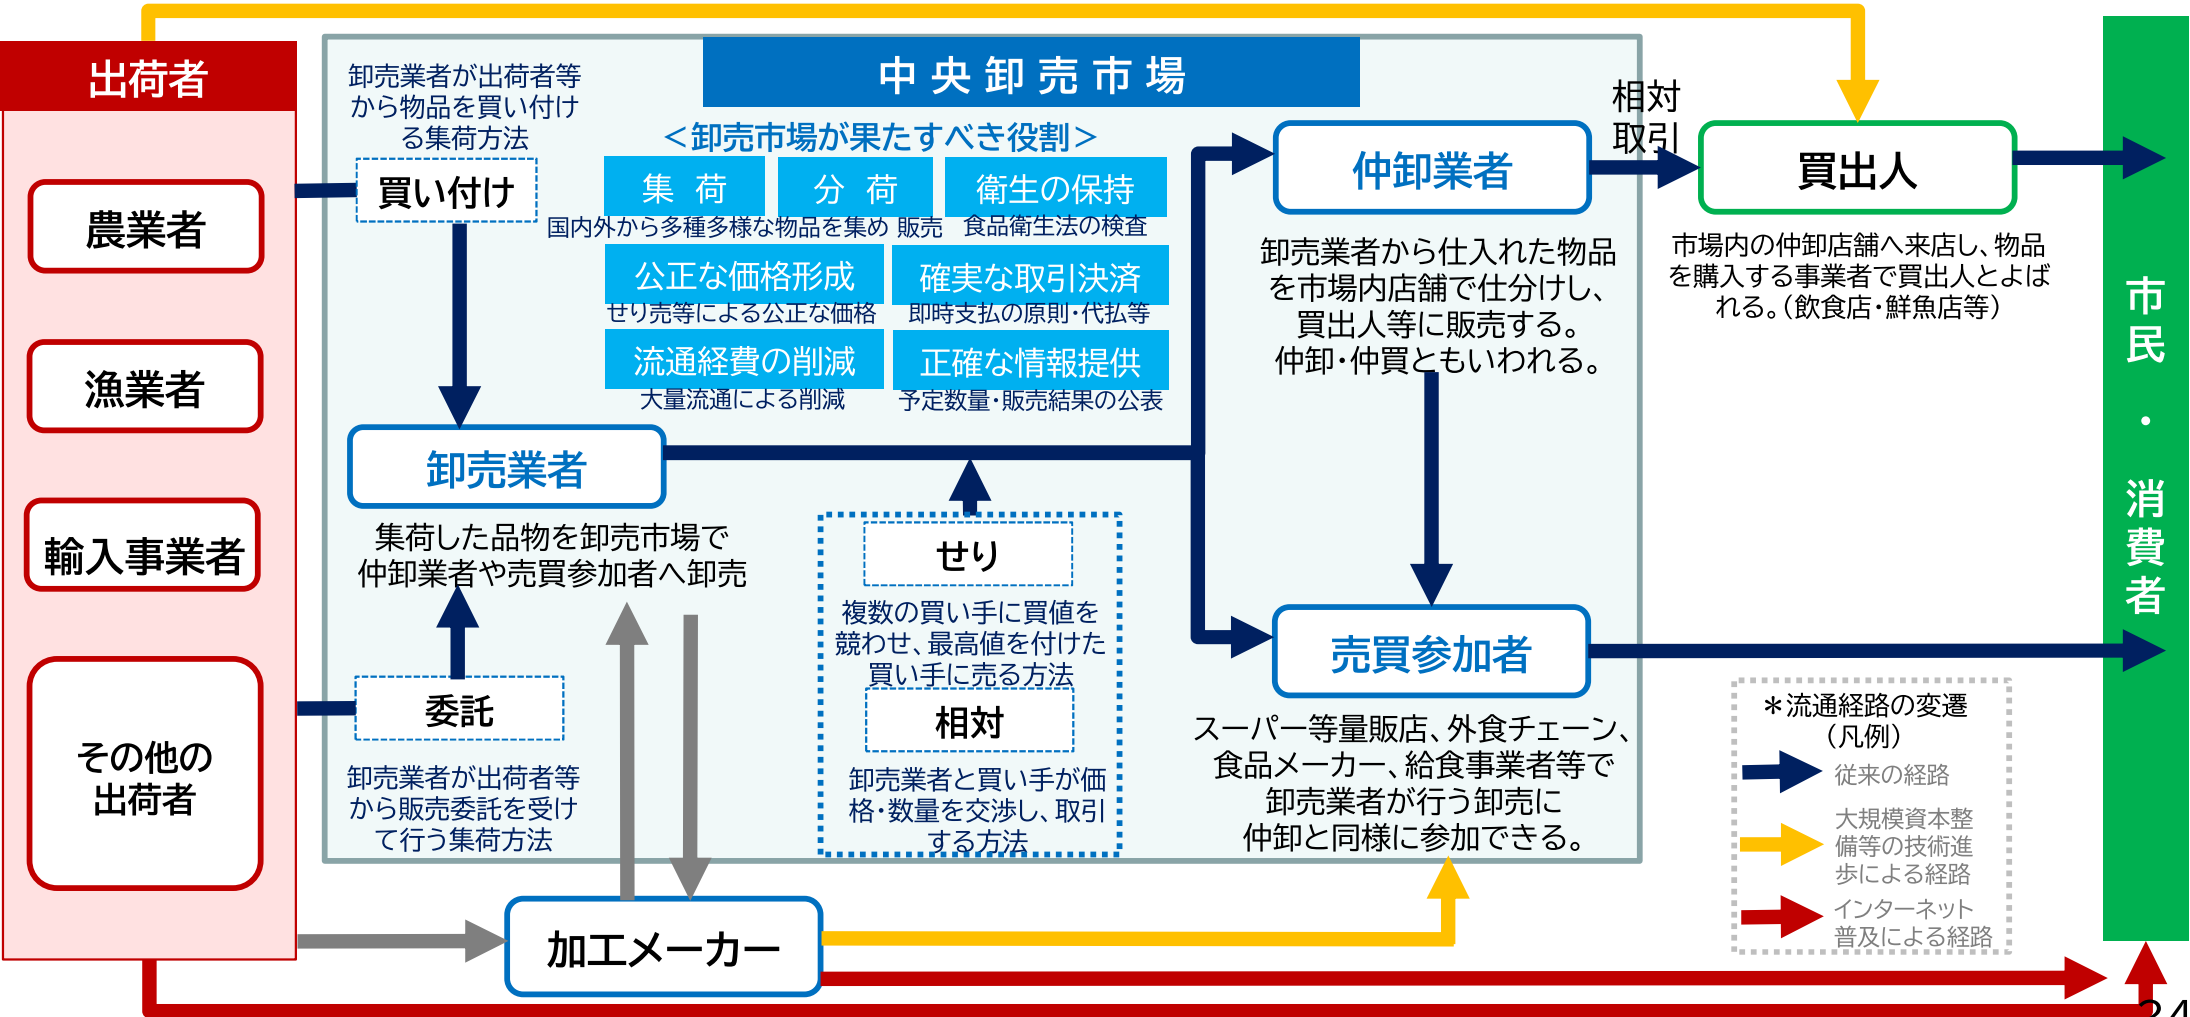 出荷者
農業者
漁業者
輸入事業者
その他の
出荷者
中央卸売市場
卸売業者が出荷者等
から物品を買い付け
る集荷方法
買い付け
＜卸売市場が果たすべき役割＞
集 荷
分 荷
衛生の保持
国内外から多種多様な物品を集め 販売
食品衛生法の検査
公正な価格形成
確実な取引決済
せり売等による公正な価格
即時支払の原則・代払等
流通経費の削減
正確な情報提供
大量流通による削減
予定数量・販売結果の公表
卸売業者
集荷した品物を卸売市場で
仲卸業者や売買参加者へ卸売
委託
卸売業者が出荷者等
から販売委託を受け
て行う集荷方法
せり
複数の買い手に買値を
競わせ、最高値を付けた
買い手に売る方法
相対
卸売業者と買い手が価
格・数量を交渉し、取引
する方法
仲卸業者
卸売業者から仕入れた物品
を市場内店舗で仕分けし、
買出人等に販売する。
仲卸・仲買ともいわれる。
売買参加者
スーパー等量販店、外食チェーン、
食品メーカー、給食事業者等で
卸売業者が行う卸売に
仲卸と同様に参加できる。
相対
取引
買出人
市場内の仲卸店舗へ来店し、物品
を購入する事業者で買出人とよば
れる。（飲食店・鮮魚店等）
市民・消費者
＊流通経路の変遷
（凡例）
従来の経路
大規模資本整
備等の技術進
歩による経路
インターネット
普及による経路
加工メーカー
24